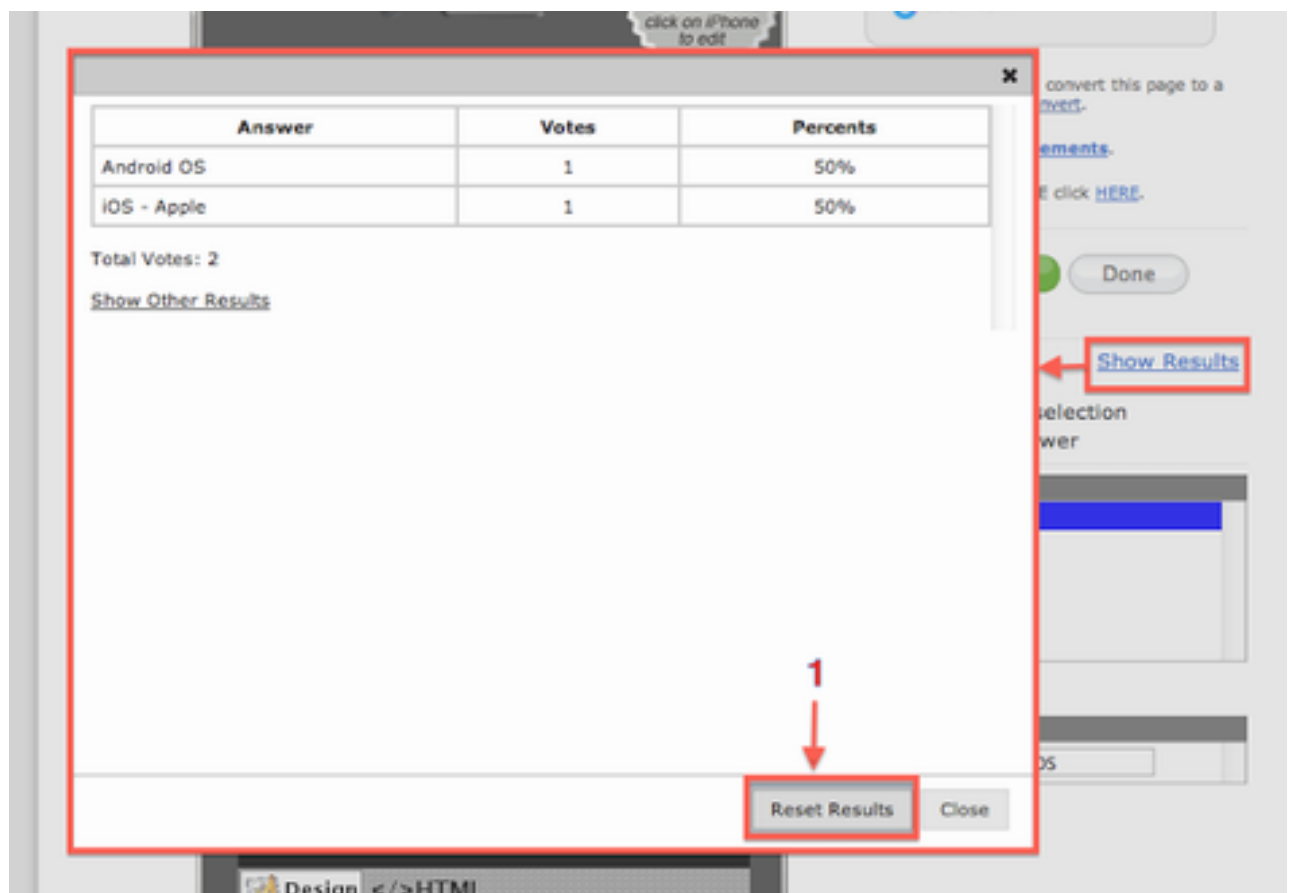 click on iPhone
to edit
convert this page to a
nvert.
Answer Votes Percents
Android OS 1 50%
iOS - Apple 1 50%
ements.
E click HERE.
Total Votes: 2
Show Other Results
Done
Show Results
selection
wer
1
OS
Reset Results Close
Design </>HTML